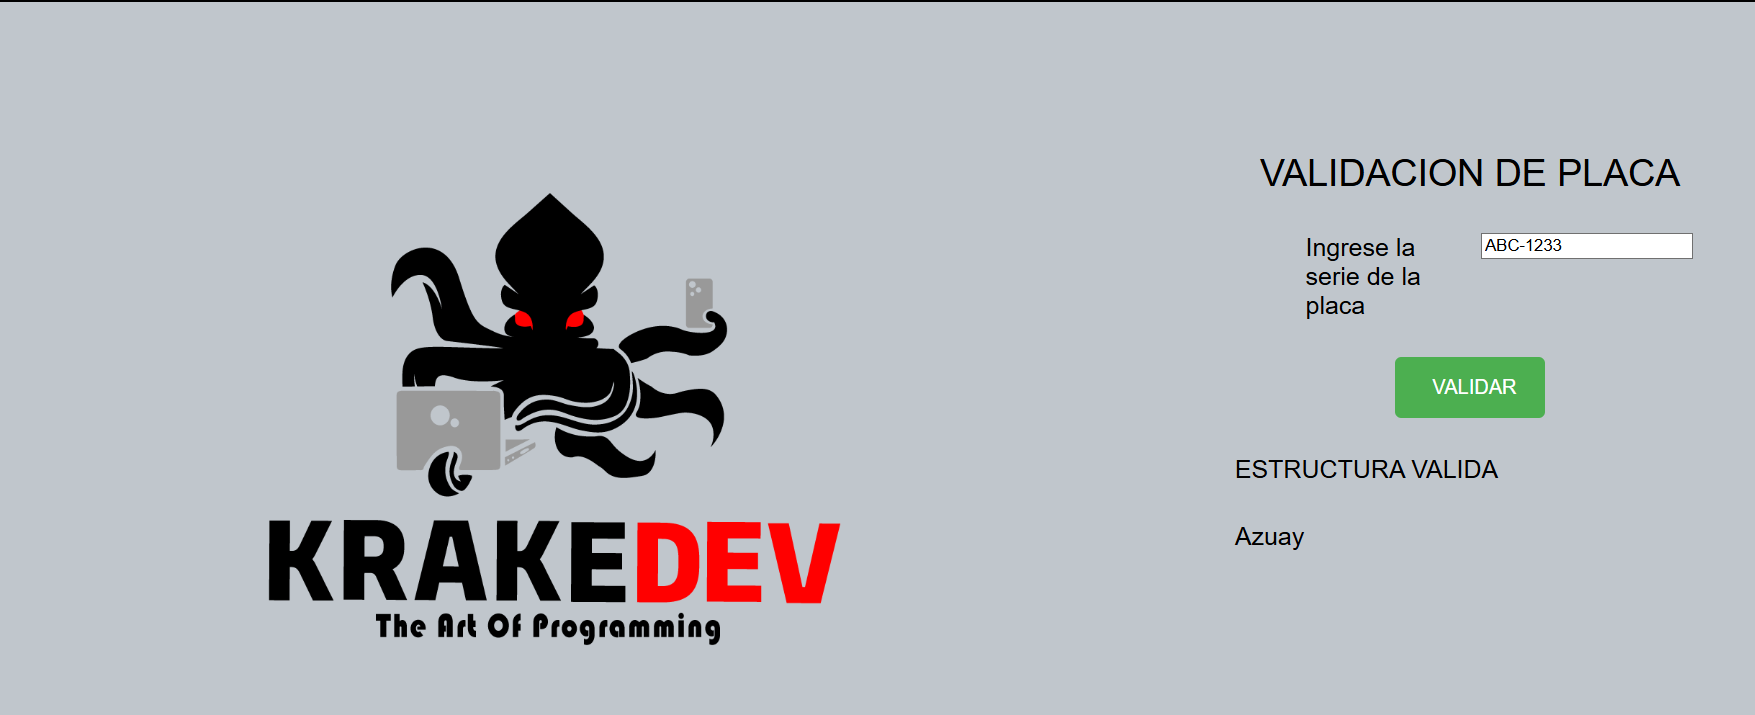 VALIDACION DE PLACA
Ingrese la
serie de la
placa
ABC-1233
VALIDAR
ESTRUCTURA VALIDA
Azuay
KRAKEDEV
The Art Of Programming